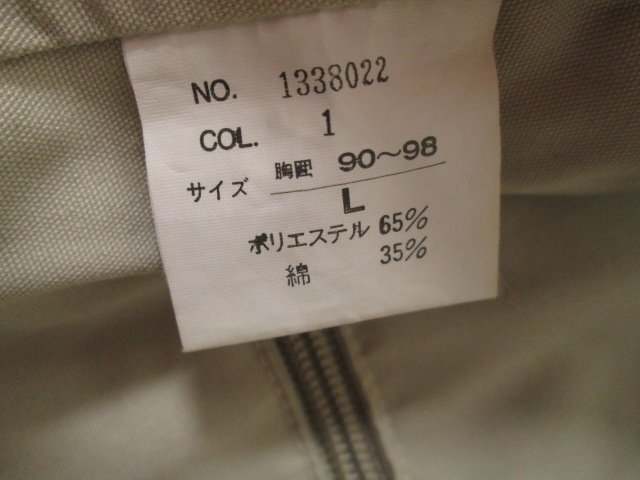 NO. 1338022
COL. 1
サイズ 胸囲 90～98
L
ポリエステル 65%
綿 35%